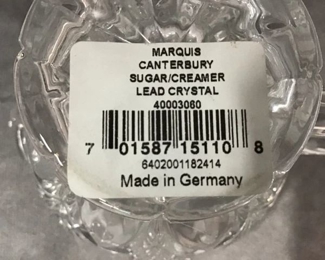 MARQUIS
CANTERBURY
SUGAR/CREAMER
LEAD CRYSTAL
40003060
7 01587 15110 8
6402001182414
Made in Germany